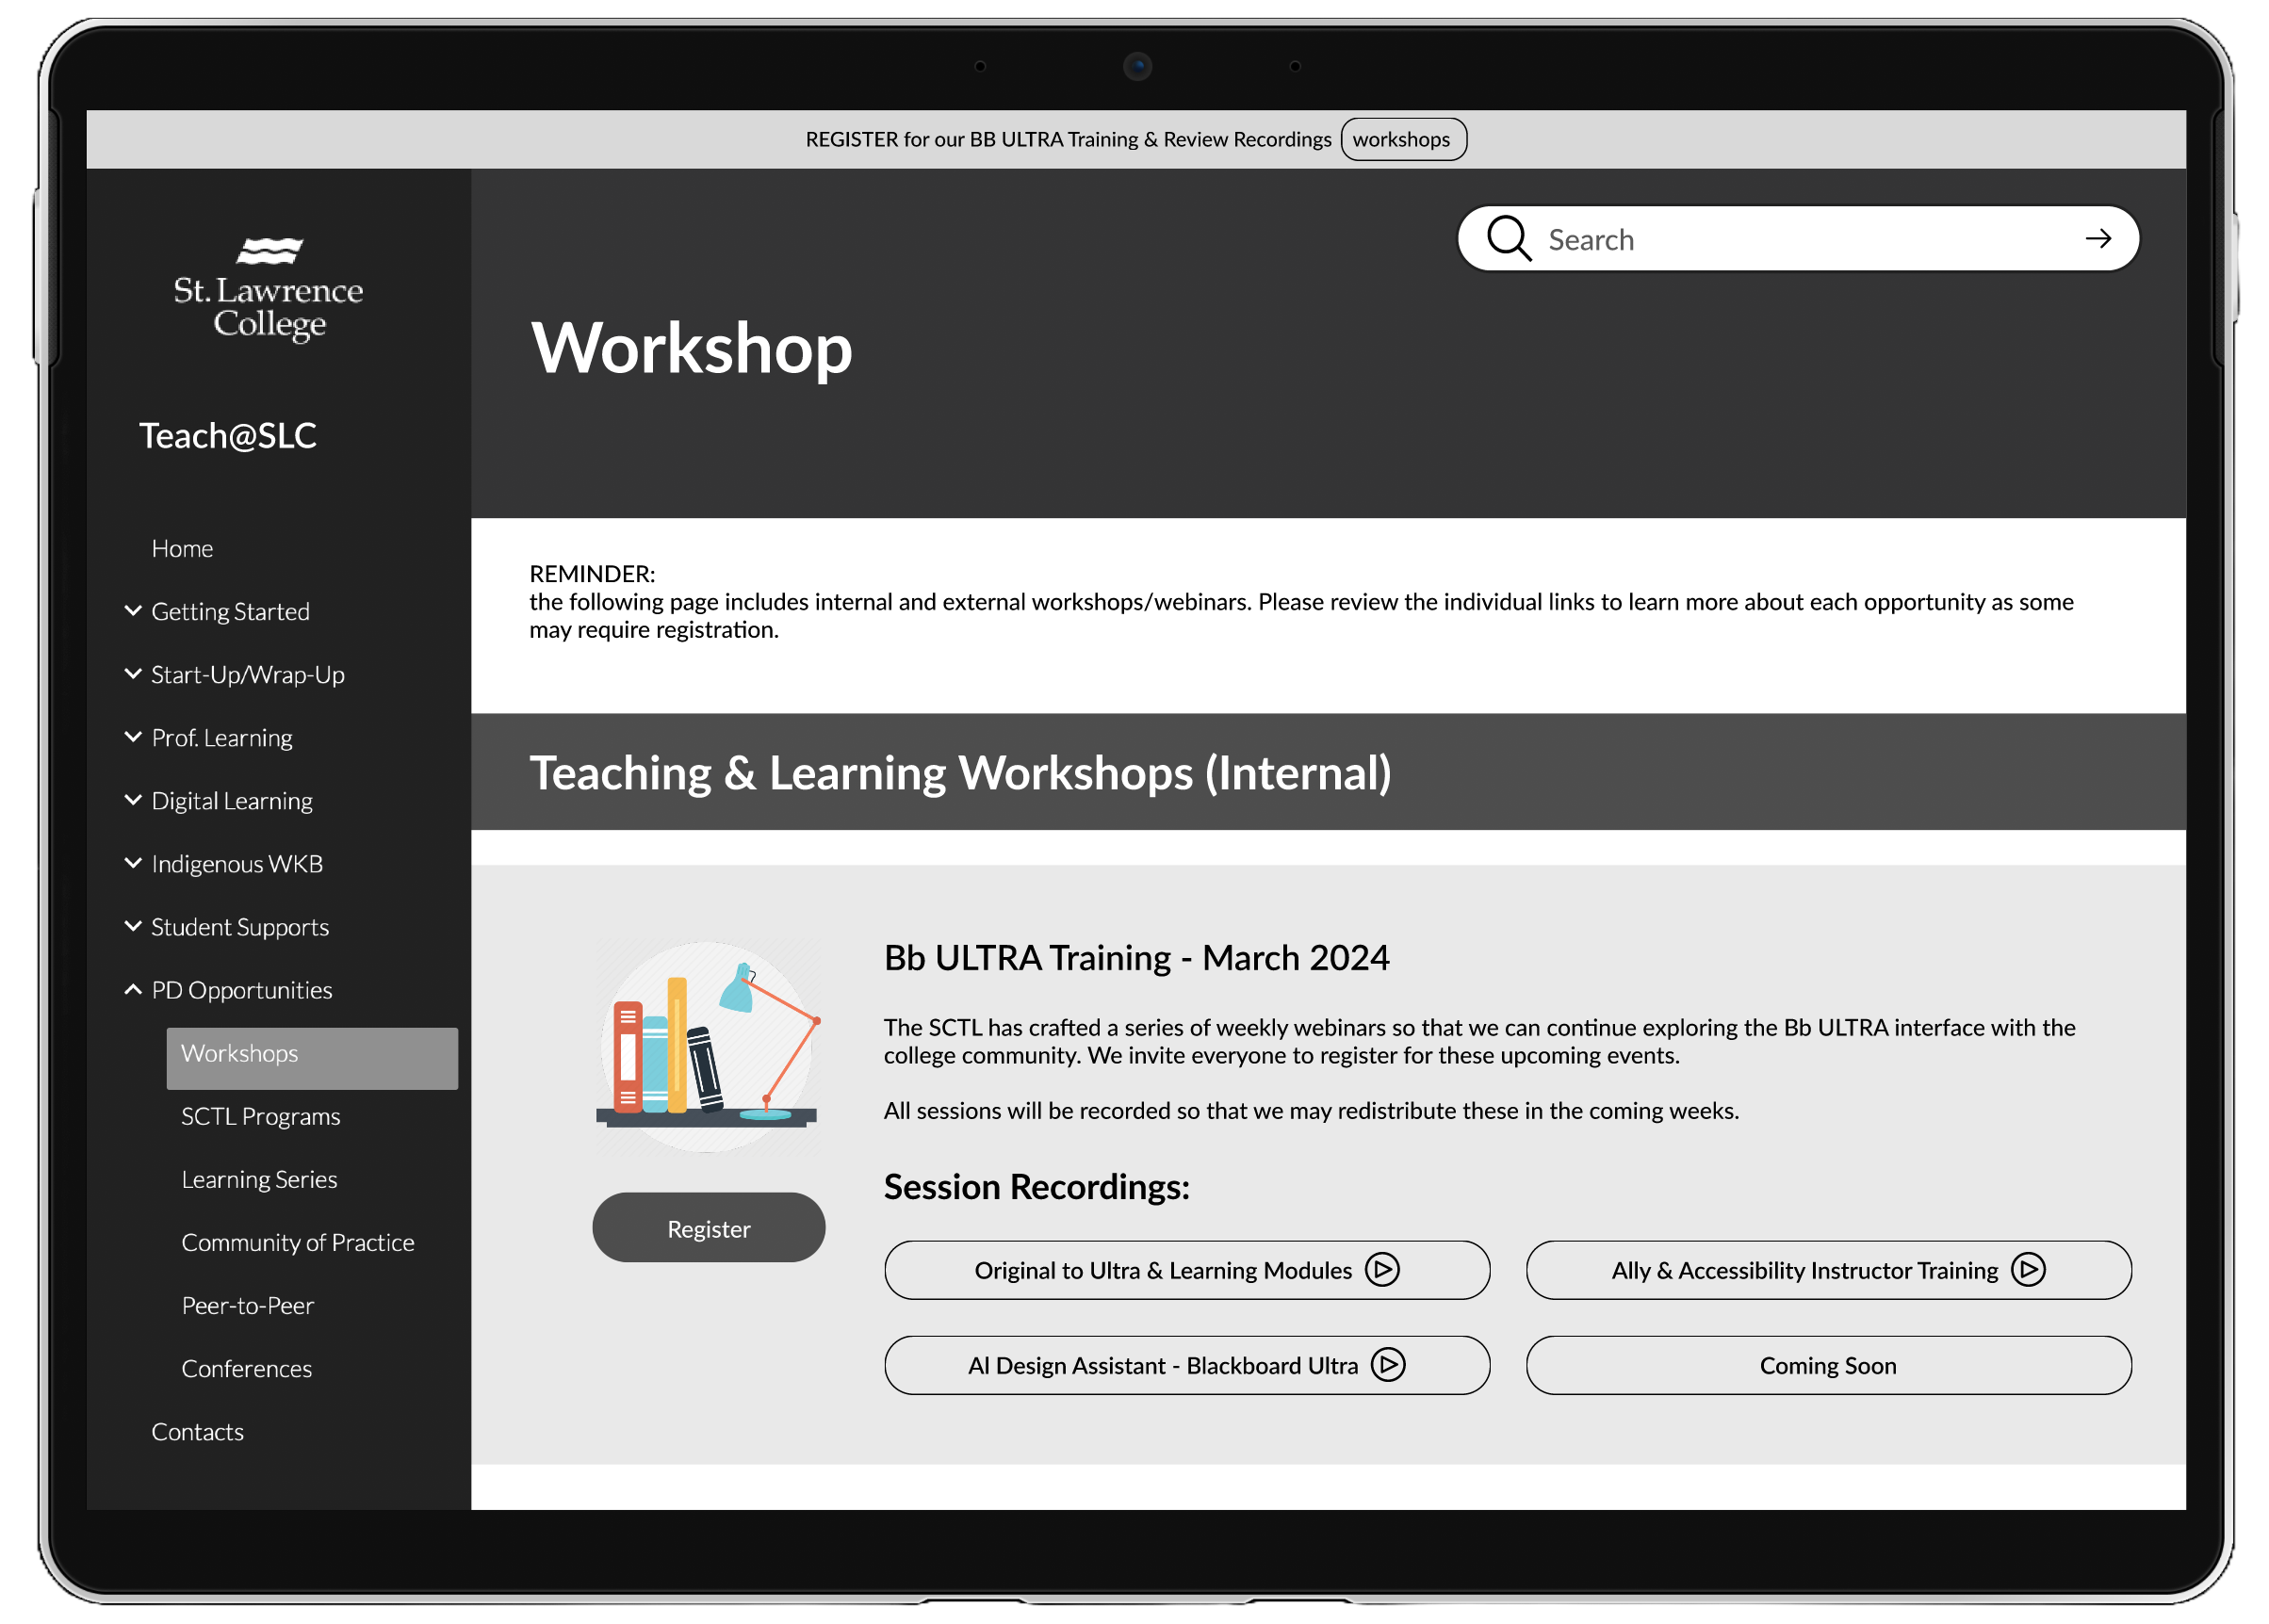 REGISTER for our BB ULTRA Training & Review Recordings workshops
St. Lawrence
College
Teach@SLC
Home
Getting Started
Start-Up/Wrap-Up
Prof. Learning
Digital Learning
Indigenous WKB
Student Supports
PD Opportunities
Workshops
SCTL Programs
Learning Series
Community of Practice
Peer-to-Peer
Conferences
Contacts
Search
Workshop
REMINDER:
the following page includes internal and external workshops/webinars. Please review the individual links to learn more about each opportunity as some
may require registration.
Teaching & Learning Workshops (Internal)
Register
Bb ULTRA Training - March 2024
The SCTL has crafted a series of weekly webinars so that we can continue exploring the Bb ULTRA interface with the
college community. We invite everyone to register for these upcoming events.
All sessions will be recorded so that we may redistribute these in the coming weeks.
Session Recordings:
Original to Ultra & Learning Modules
Ally & Accessibility Instructor Training
AI Design Assistant - Blackboard Ultra
Coming Soon